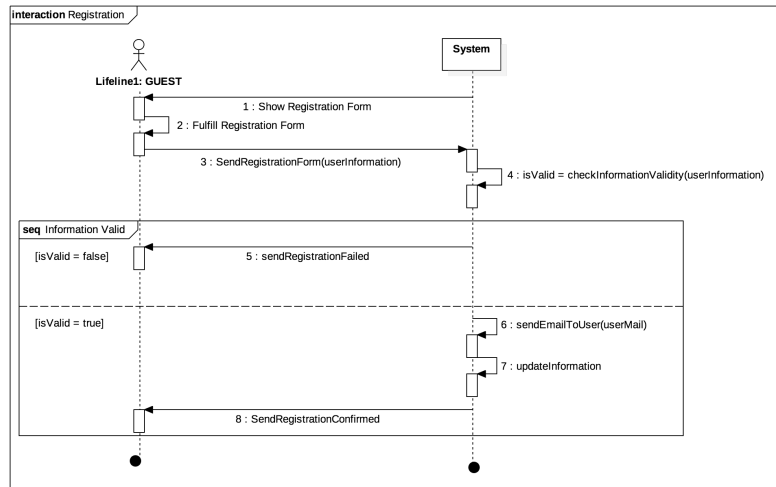 interaction Registration
System
Lifeline1: GUEST
1 : Show Registration Form
2 : Fulfill Registration Form
3 : SendRegistrationForm(userInformation)
4 : isValid = checkInformationValidity(userInformation)
seq Information Valid
[isValid = false]
5 : sendRegistrationFailed
[isValid = true]
6 : sendEmailToUser(userMail)
7 : updateInformation
8 : SendRegistrationConfirmed